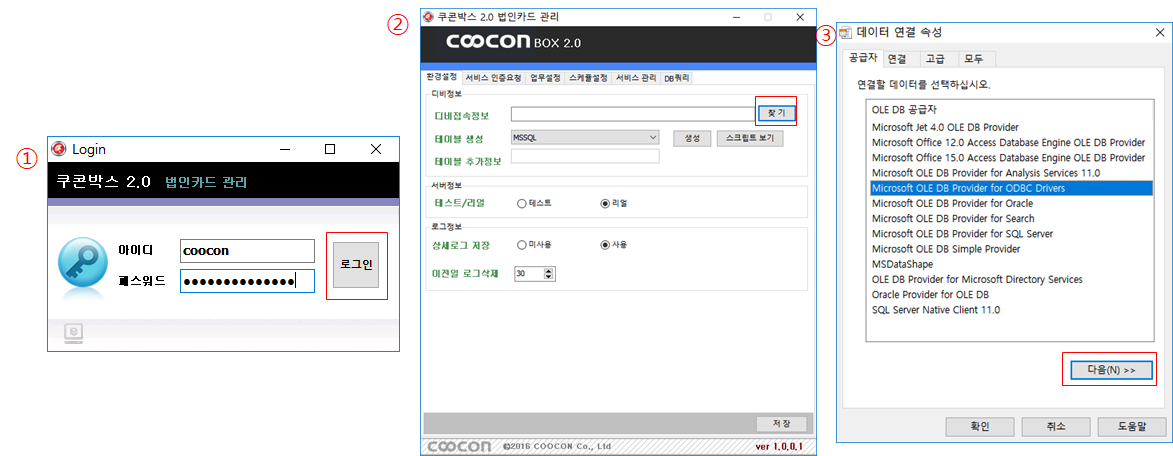 ①
Login
쿠콘박스 2.0 법인카드 관리
아이디
coocon
패스워드
로그인
②
쿠콘박스 2.0 법인카드 관리
COOCON BOX 2.0
환경설정 서비스 인증요청 업무설정 스케쥴설정 서비스 관리 DB쿼리
디비정보
디비접속정보
찾 기
테이블 생성
MSSQL
생성
스크립트 보기
테이블 추가정보
서버정보
테스트/리얼
테스트
리얼
로그정보
상세로그 저장
미사용
사용
이전일 로그삭제
30
저 장
COOCON ©2016 COOCON Co., Ltd
ver 1.0.0.1
③
데이터 연결 속성
공급자 연결 고급 모두
연결할 데이터를 선택하십시오.
OLE DB 공급자
Microsoft Jet 4.0 OLE DB Provider
Microsoft Office 12.0 Access Database Engine OLE DB Provider
Microsoft Office 15.0 Access Database Engine OLE DB Provider
Microsoft OLE DB Provider for Analysis Services 11.0
Microsoft OLE DB Provider for ODBC Drivers
Microsoft OLE DB Provider for Oracle
Microsoft OLE DB Provider for Search
Microsoft OLE DB Provider for SQL Server
Microsoft OLE DB Simple Provider
MSDataShape
OLE DB Provider for Microsoft Directory Services
Oracle Provider for OLE DB
SQL Server Native Client 11.0
다음(N) >>
확인
취소
도움말